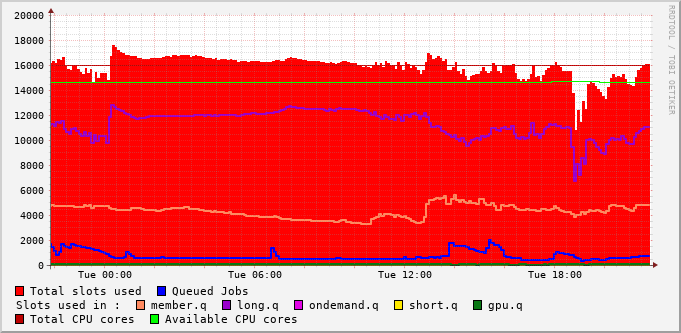 20000
18000
16000
14000
12000
10000
8000
6000
4000
2000
0
Tue 00:00 Tue 06:00 Tue 12:00 Tue 18:00
RRDTOOL / TOBI OETIKER
Total slots used Queued Jobs
Slots used in : member.q long.q ondemand.q short.q gpu.q
Total CPU cores Available CPU cores